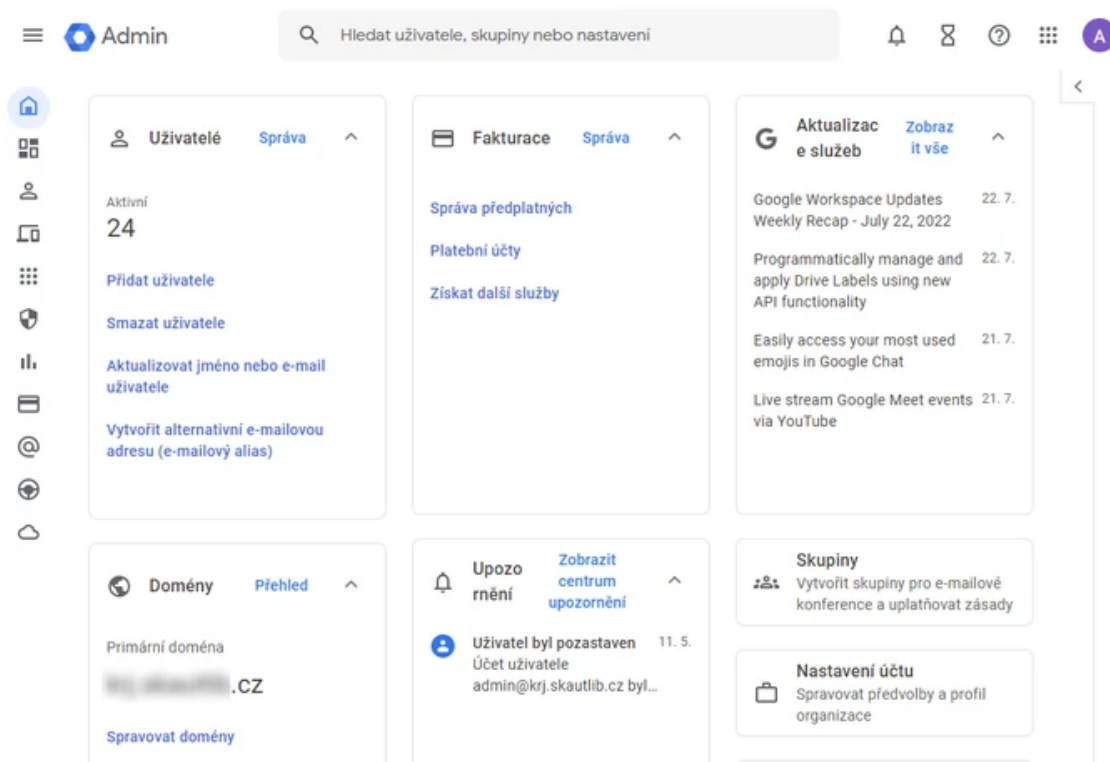 Admin
Hledat uživatele, skupiny nebo nastavení
A
Uživatelé
Správa
Aktivní
24
Přidat uživatele
Smazat uživatele
Aktualizovat jméno nebo e-mail
uživatele
Vytvořit alternativní e-mailovou
adresu (e-mailový alias)
Fakturace
Správa
Správa předplatných
Platební účty
Získat další služby
Aktualizac
e služeb
Zobraz
it vše
Google Workspace Updates
Weekly Recap - July 22, 2022
22. 7.
Programmatically manage and
apply Drive Labels using new
API functionality
22. 7.
Easily access your most used
emojis in Google Chat
21. 7.
Live stream Google Meet events
via YouTube
21. 7.
Domény
Přehled
Primární doména
.cz
Spravovat domény
Upozo
rnění
Zobrazit
centrum
upozornění
Uživatel byl pozastaven
11. 5.
Účet uživatele
admin@krj.skautlib.cz byl...
Skupiny
Vytvořit skupiny pro e-mailové
konference a uplatňovat zásady
Nastavení účtu
Spravovat předvolby a profil
organizace